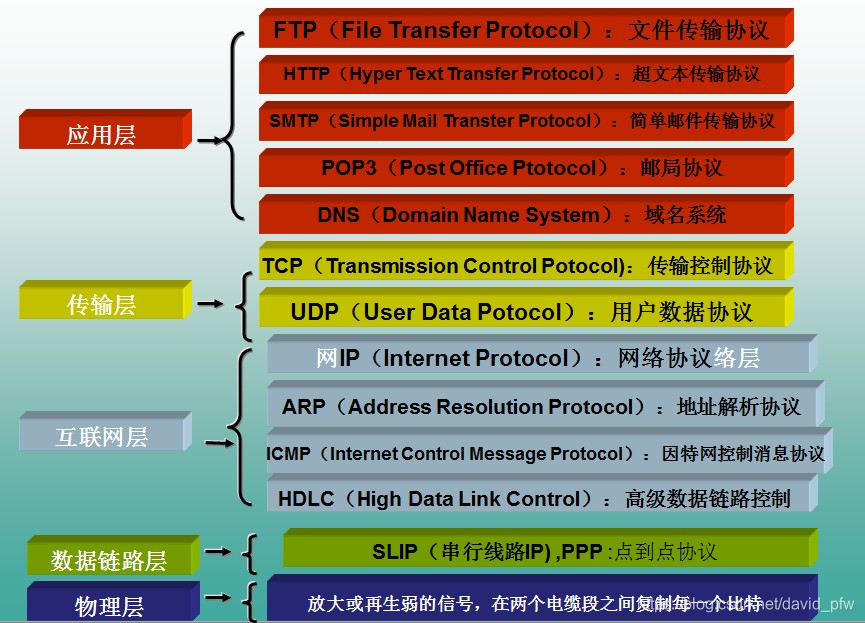 FTP（File Transfer Protocol）：文件传输协议
HTTP（Hyper Text Transfer Protocol）：超文本传输协议
SMTP（Simple Mail Transter Protocol）：简单邮件传输协议
应用层
POP3（Post Office Ptotocol）：邮局协议
DNS（Domain Name System）：域名系统
TCP（Transmission Control Potocol)：传输控制协议
传输层
UDP（User Data Potocol）：用户数据协议
网IP（Internet Protocol）：网络协议络层
ARP（Address Resolution Protocol）：地址解析协议
互联网层
ICMP（Internet Control Message Protocol）：因特网控制消息协议
HDLC（High Data Link Control）：高级数据链路控制
数据链路层
SLIP（串行线路IP) ,PPP :点到点协议
物理层
放大或再生弱的信号，在两个电缆段之间复制每一个比特
blog.csdn.net/david_pfw